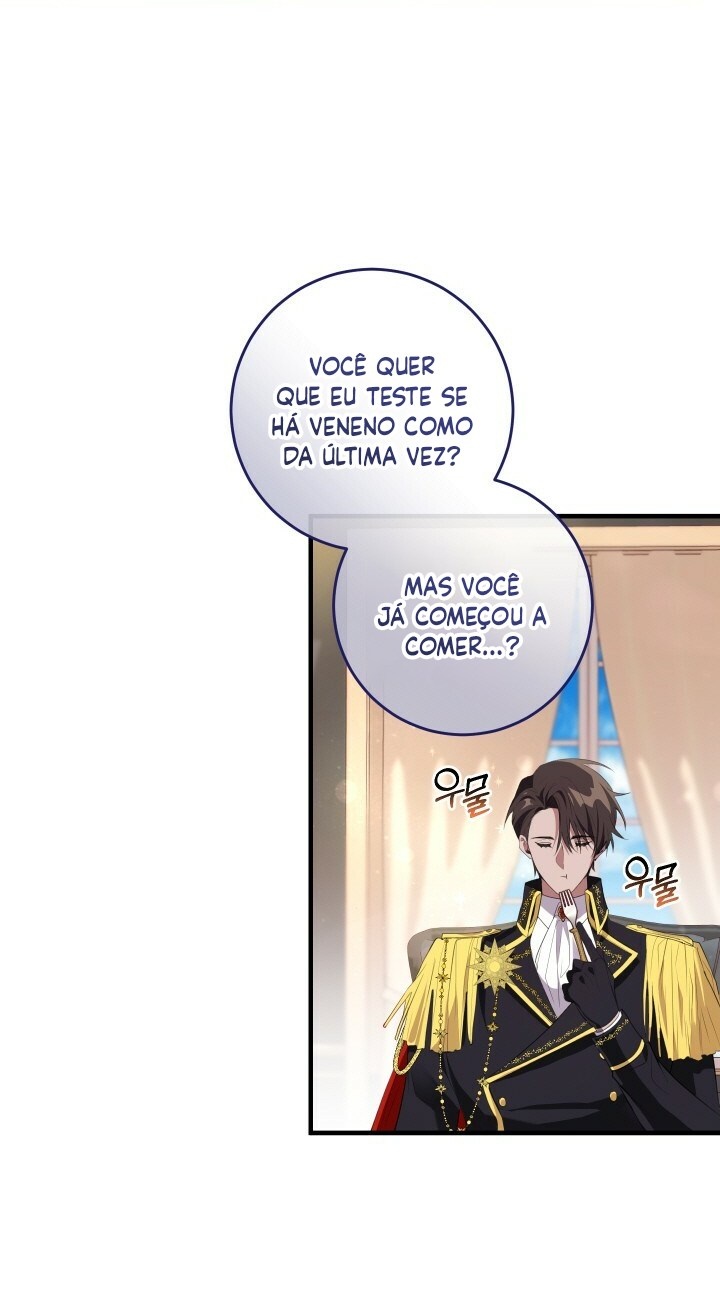 VOCÊ QUER
QUE EU TESTE SE
HÁ VENENO COMO
DA ÚLTIMA VEZ?
MAS VOCÊ
JÁ COMEÇOU A
COMER...?
우물
우물